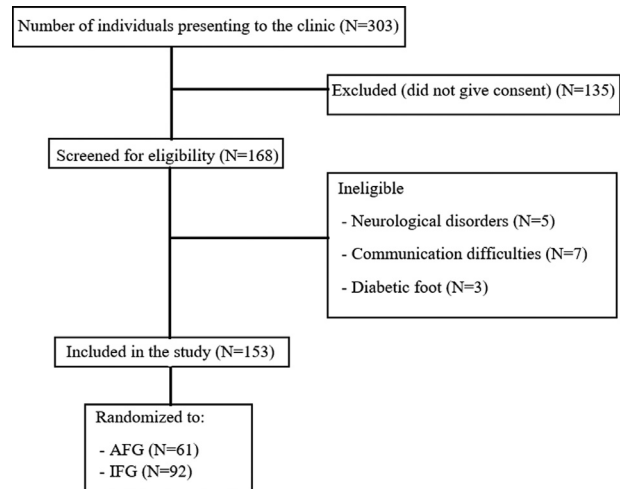 Number of individuals presenting to the clinic (N=303)
Excluded (did not give consent) (N=135)
Screened for eligibility (N=168)
Ineligible
- Neurological disorders (N=5)
- Communication difficulties (N=7)
- Diabetic foot (N=3)
Included in the study (N=153)
Randomized to:
- AFG (N=61)
- IFG (N=92)